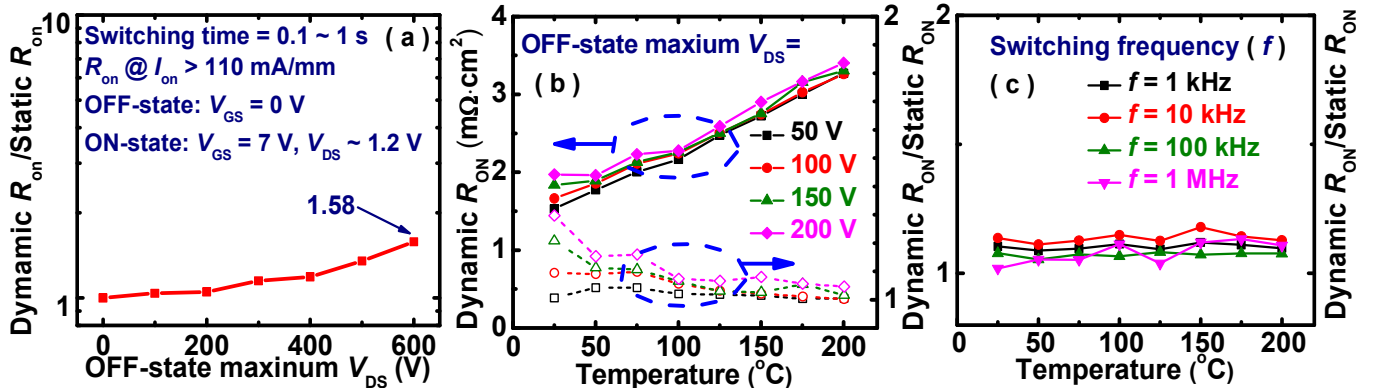 ( a )
Switching time = 0.1 ~ 1 s
R_on @ I_on > 110 mA/mm
OFF-state: V_GS = 0 V
ON-state: V_GS = 7 V, V_DS ~ 1.2 V
1.58
10
1
Dymamic R_on/Static R_on
0 200 400 600
OFF-state maxinum V_DS (V)
OFF-state maxium V_DS=
( b )
50 V
100 V
150 V
200 V
4
3
2
1
0
Dynamic R_ON (mΩ·cm²)
2
1
Dynamic R_ON/Static R_ON
0 50 100 150 200
Temperature (°C)
Switching frequency ( f )
( c )
f = 1 kHz
f = 10 kHz
f = 100 kHz
f = 1 MHz
2
1
Dynamic R_ON/Static R_ON
0 50 100 150 200
Temperature (°C)